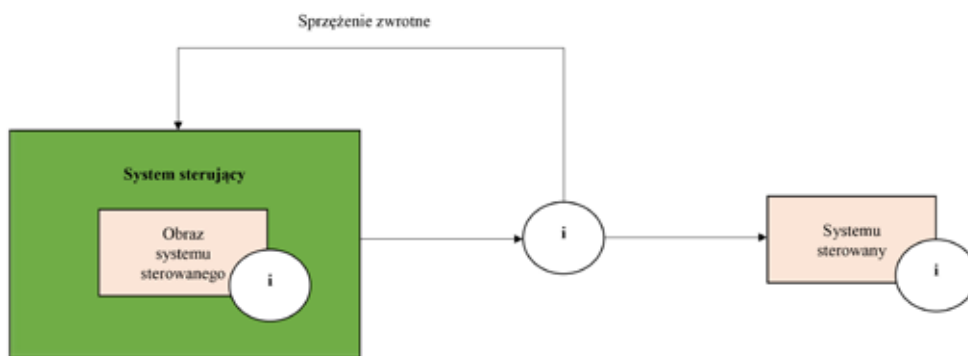 Sprzężenie zwrotne
System sterujący
Obraz
systemu
sterowanego
i
i
Systemu
sterowany
i